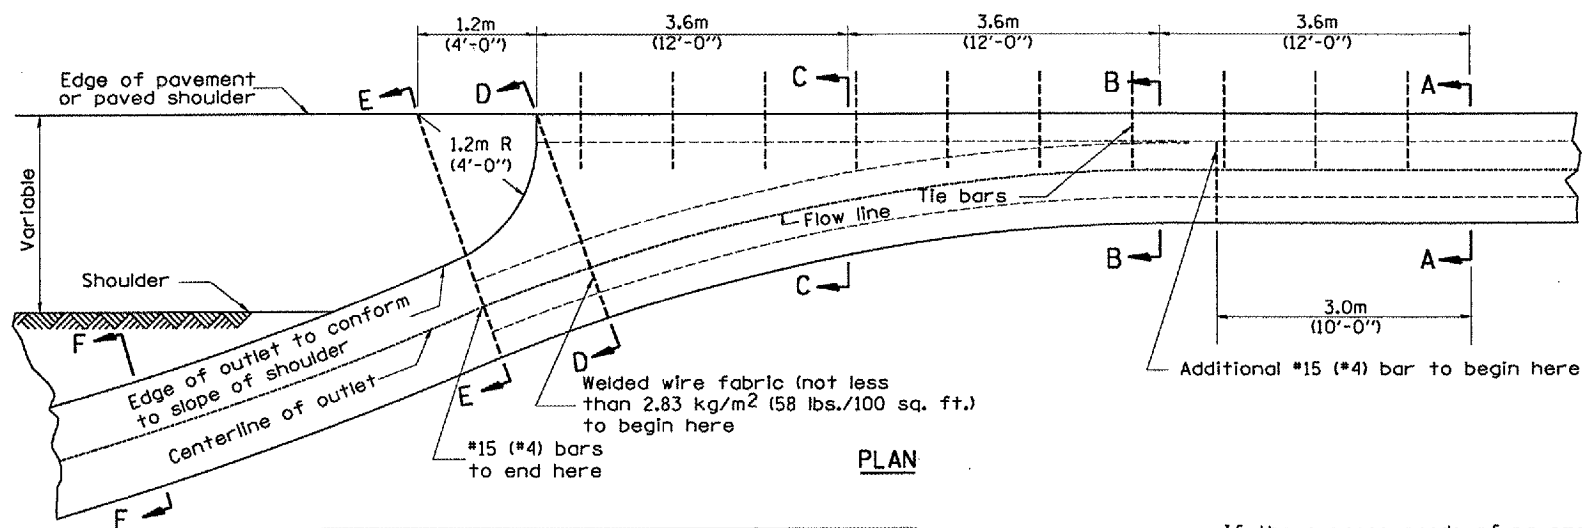 1.2m
(4'-0")
3.6m
(12'-0")
3.6m
(12'-0")
3.6m
(12'-0")
Edge of pavement
or paved shoulder
E
D
C
B
A
1.2m R
(4'-0")
Variable
Tie bars
Flow line
Shoulder
C
B
A
3.0m
(10'-0")
F
Edge of outlet to conform
to slope of shoulder
Centerline of outlet
D
E
Additional #15 (#4) bar to begin here
Welded wire fabric (not less
than 2.83 kg/m2 (58 lbs./100 sq. ft.)
to begin here
#15 (#4) bars
to end here
PLAN
F